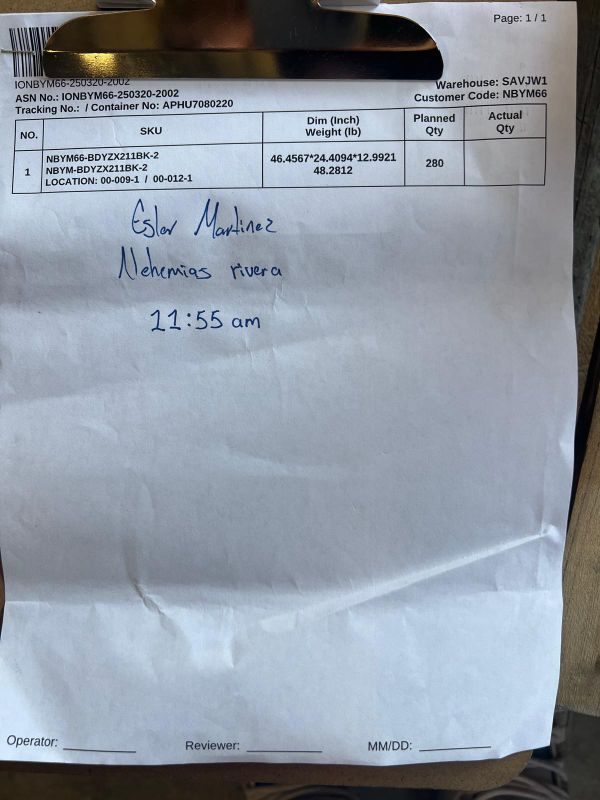 Page: 1 / 1
IONBYM66-250320-2002
ASN No.: IONBYM66-250320-2002
Tracking No.: / Container No: APHU7080220
Warehouse: SAVJW1
Customer Code: NBYM66
NO. SKU Dim (Inch) Weight (lb) Planned Qty Actual Qty
1
NBYM66-BDYZX211BK-2
NBYM-BDYZX211BK-2
LOCATION: 00-009-1 / 00-012-1
46.4567*24.4094*12.9921
48.2812
280
Eslor Martinez
Nehemias rivera
11:55 am
Operator: Reviewer: MM/DD: